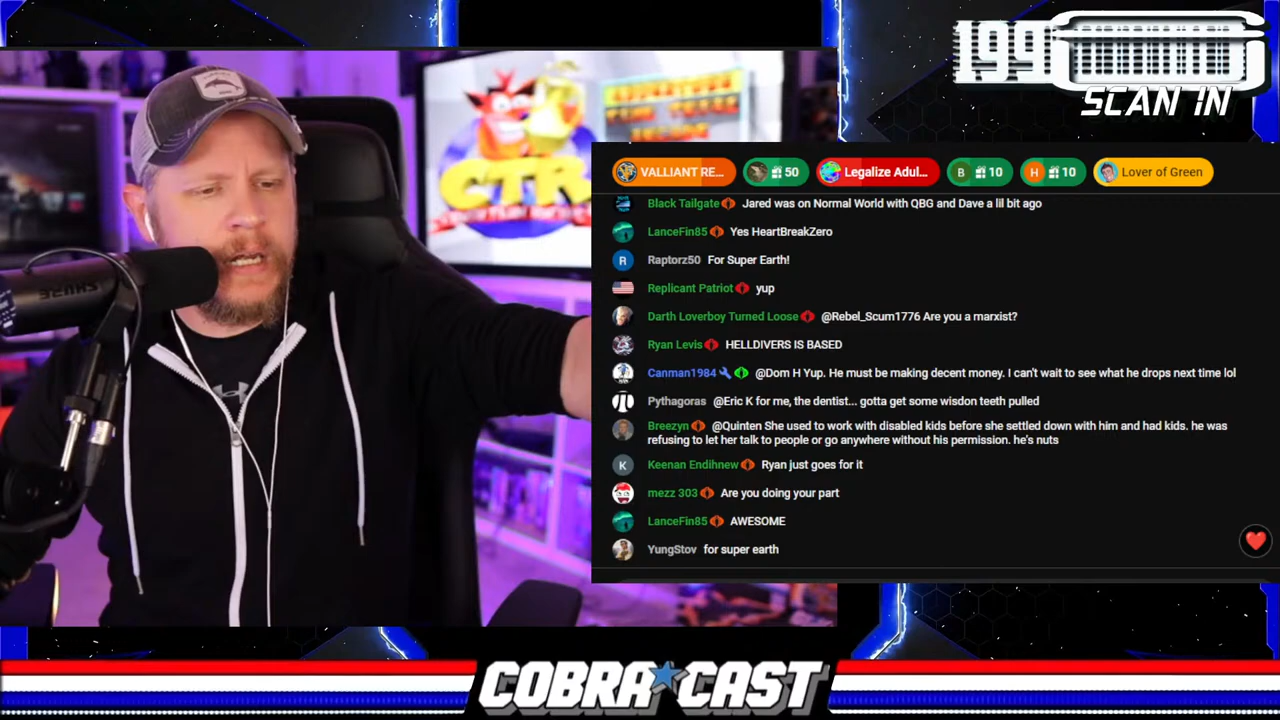 199
SCAN IN
VALLIANT RE...
50
Legalize Adul...
B
10
H
10
Lover of Green
Black Tailgate Jared was on Normal World with QBG and Dave a lil bit ago
LanceFin85 Yes HeartBreakZero
R
Raptorz50 For Super Earth!
Replicant Patriot yup
Darth Loverboy Turned Loose @Rebel_Scum1776 Are you a marxist?
Ryan Levis HELLDIVERS IS BASED
Canman1984 @Dom H Yup. He must be making decent money. I can't wait to see what he drops next time lol
Pythagoras @Eric K for me, the dentist... gotta get some wisdon teeth pulled
Breezyn @Quinten She used to work with disabled kids before she settled down with him and had kids. he was
refusing to let her talk to people or go anywhere without his permission. he's nuts
K
Keenan Endihnew Ryan just goes for it
mezz 303 Are you doing your part
LanceFin85 AWESOME
YungStov for super earth
CTR
COBRA CAST